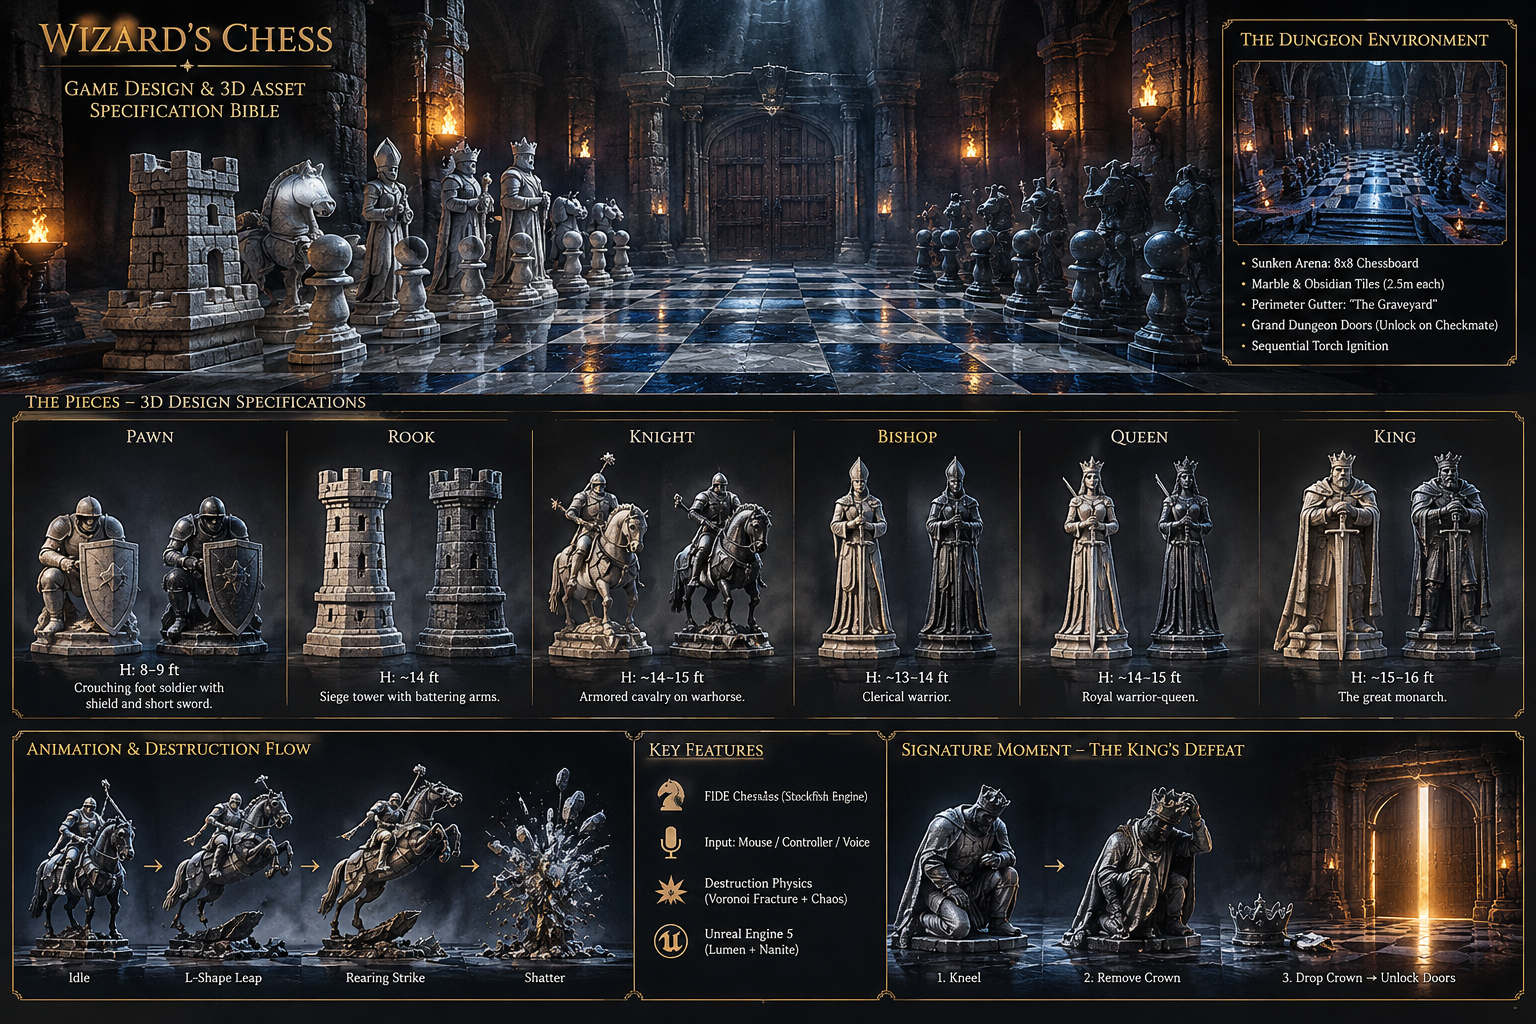 WIZARD'S CHESS
GAME DESIGN & 3D ASSET
SPECIFICATION BIBLE
THE DUNGEON ENVIRONMENT
• Sunken Arena: 8x8 Chessboard
• Marble & Obsidian Tiles (2.5m each)
• Perimeter Gutter: "The Graveyard"
• Grand Dungeon Doors (Unlock on Checkmate)
• Sequential Torch Ignition
THE PIECES – 3D DESIGN SPECIFICATIONS
PAWN
H: 8–9 ft
Crouching foot soldier with
shield and short sword.
ROOK
H: ~14 ft
Siege tower with battering arms.
KNIGHT
H: ~14–15 ft
Armored cavalry on warhorse.
BISHOP
H: ~13–14 ft
Clerical warrior.
QUEEN
H: ~14–15 ft
Royal warrior-queen.
KING
H: ~15–16 ft
The great monarch.
ANIMATION & DESTRUCTION FLOW
Idle
L-Shape Leap
Rearing Strike
Shatter
KEY FEATURES
FIDE (Stockfish Engine)
Input: Mouse / Controller / Voice
Destruction Physics
(Voronoi Fracture + Chaos)
Unreal Engine 5
(Lumen + Nanite)
SIGNATURE MOMENT – THE KING'S DEFEAT
1. Kneel
2. Remove Crown
3. Drop Crown → Unlock Doors